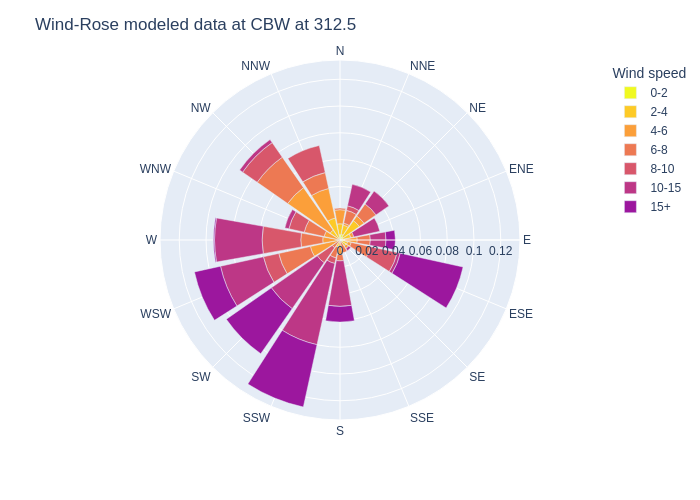 Wind-Rose modeled data at CBW at 312.5
N
NNE
NE
ENE
E
ESE
SE
SSE
S
SSW
SW
WSW
W
WNW
NW
NNW
0 0.02 0.04 0.06 0.08 0.1 0.12
Wind speed
0-2
2-4
4-6
6-8
8-10
10-15
15+